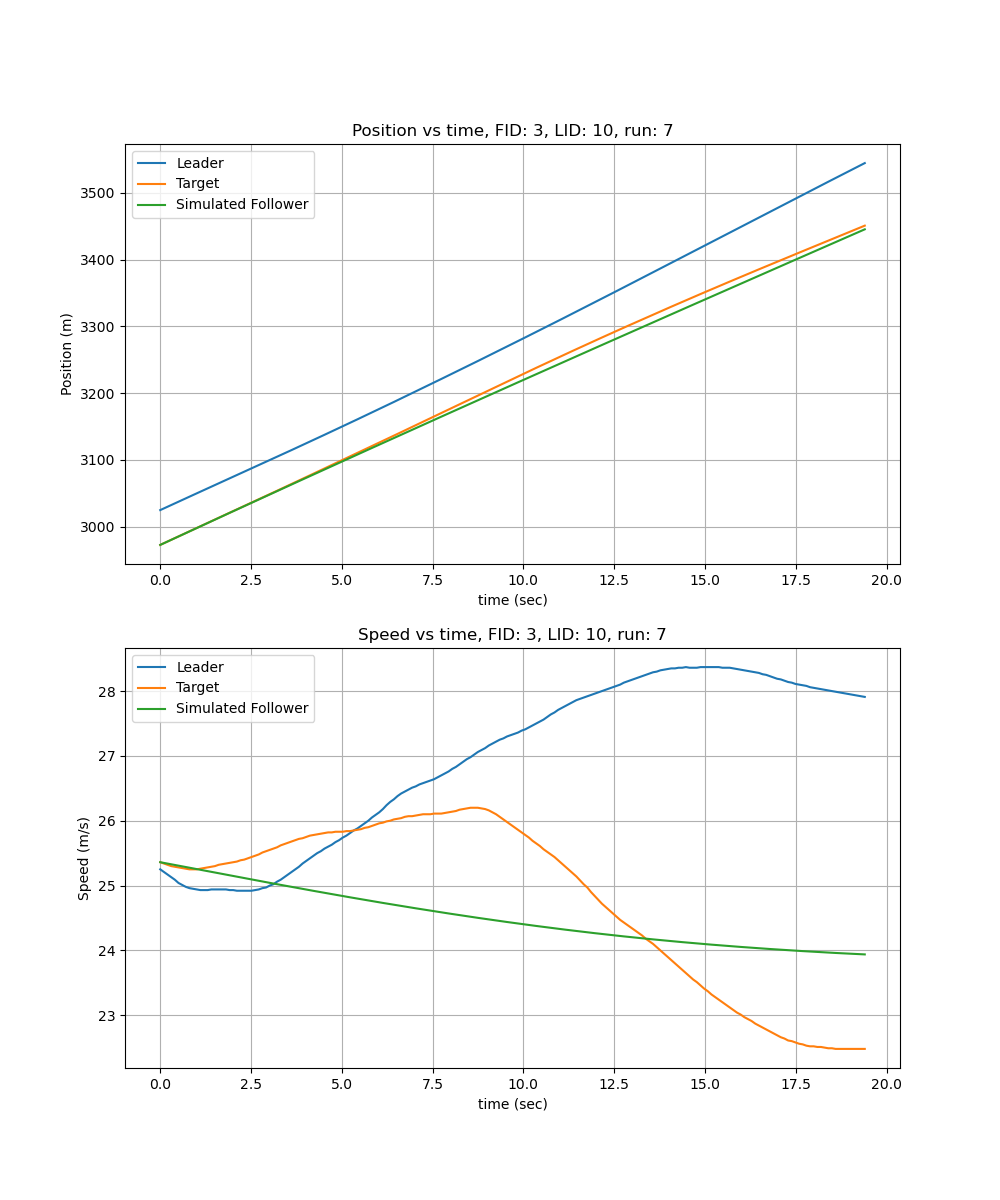 Position vs time, FID: 3, LID: 10, run: 7
Leader
Target
Simulated Follower
Position (m)
3500
3400
3300
3200
3100
3000
0.0 2.5 5.0 7.5 10.0 12.5 15.0 17.5 20.0
time (sec)
Speed vs time, FID: 3, LID: 10, run: 7
Leader
Target
Simulated Follower
Speed (m/s)
28
27
26
25
24
23
0.0 2.5 5.0 7.5 10.0 12.5 15.0 17.5 20.0
time (sec)